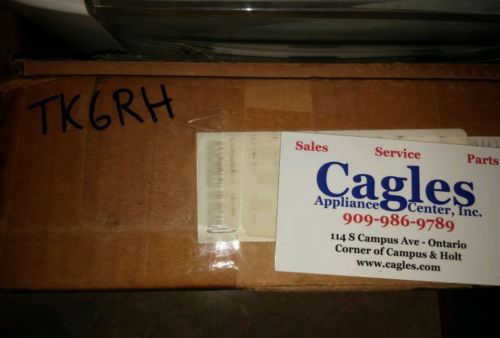 TK6RH
Sales Service Parts
Cagles
Appliance Center, Inc.
909-986-9789
114 S Campus Ave - Ontario
Corner of Campus & Holt
www.cagles.com